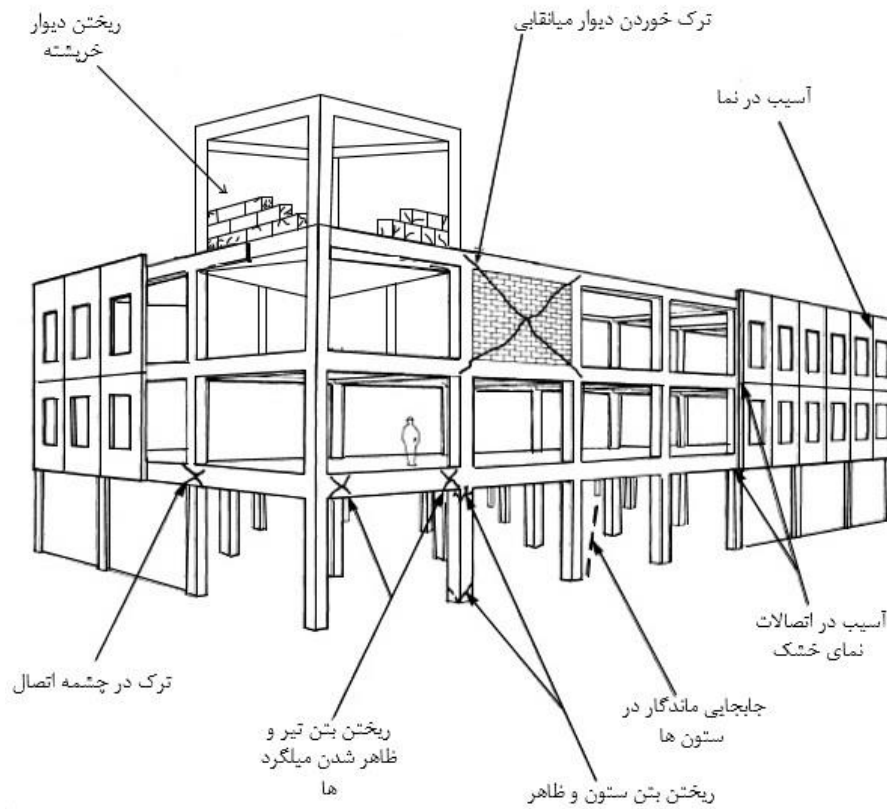 ترک خوردن دیوار میانقابی
ریختن دیوار
خرپشته
آسیب در نما
آسیب در اتصالات
نمای خشک
ترک در چشمه اتصال
جابجایی ماندگار در
ستون ها
ریختن بتن تیر و
ظاهر شدن میلگرد
ها
ریختن بتن ستون و ظاهر